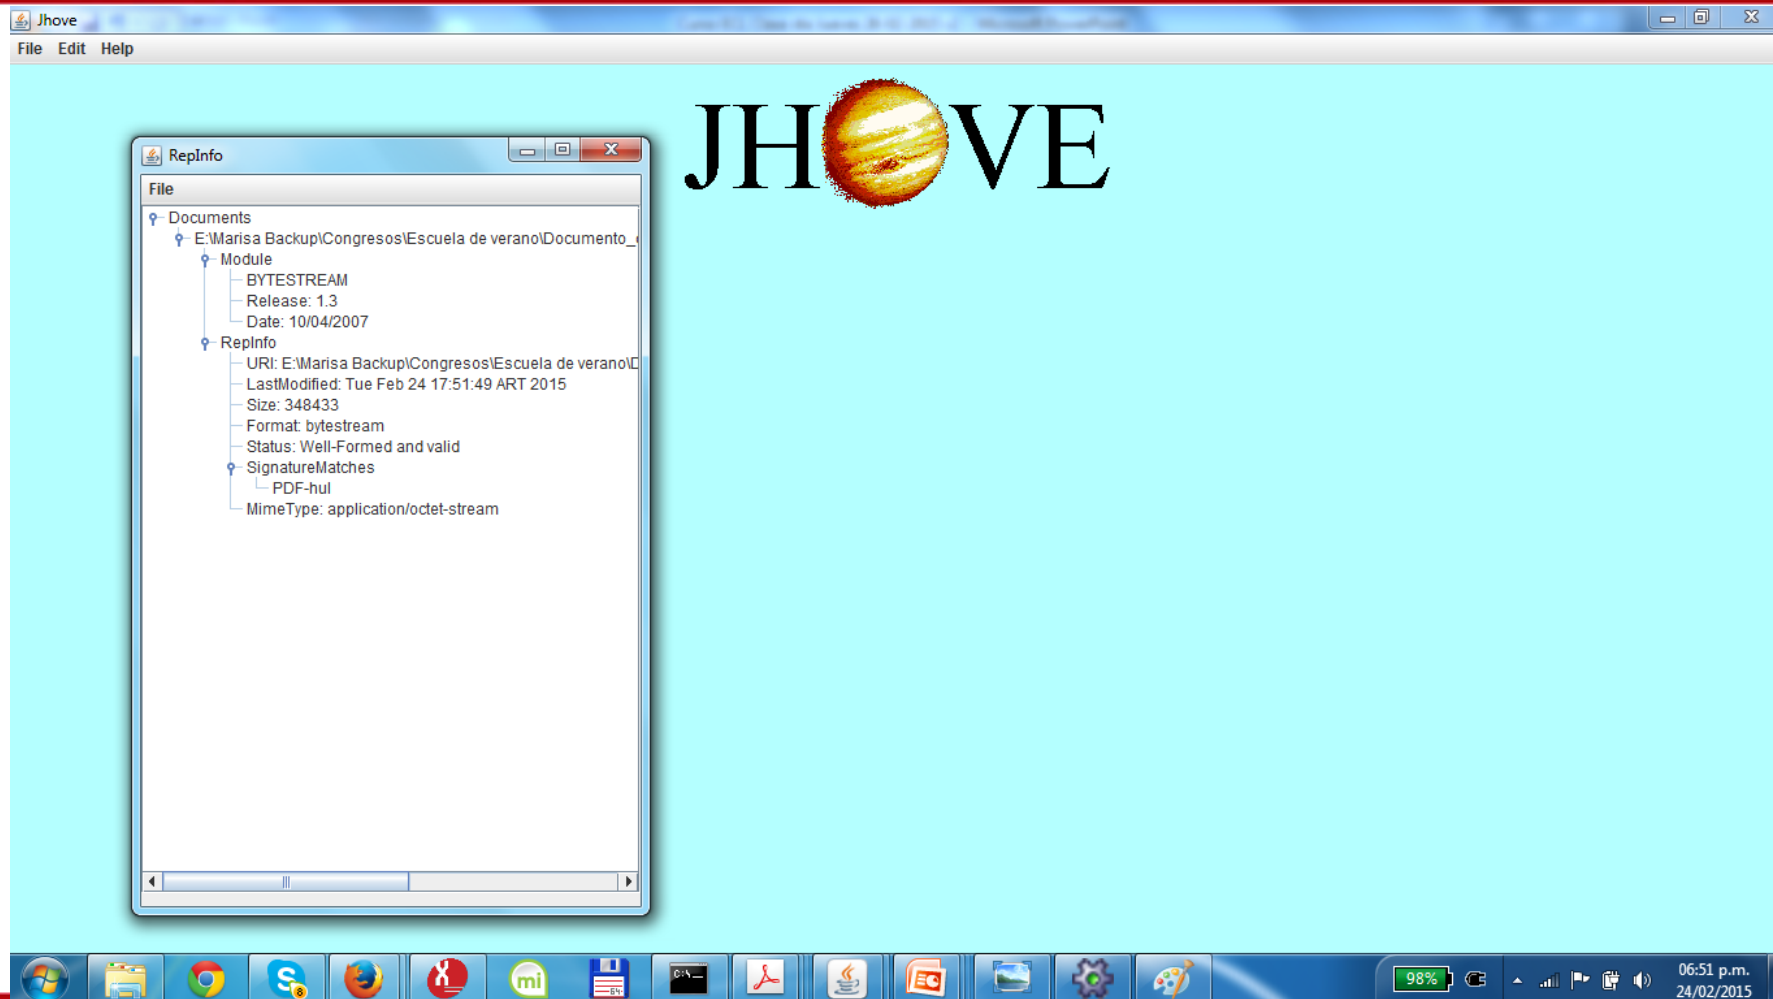 Jhove
File Edit Help
JHOVE
RepInfo
File
Documents
E:\Marisa Backup\Congresos\Escuela de verano\Documento_
Module
BYTESTREAM
Release: 1.3
Date: 10/04/2007
RepInfo
URI: E:\Marisa Backup\Congresos\Escuela de verano\D
LastModified: Tue Feb 24 17:51:49 ART 2015
Size: 348433
Format: bytestream
Status: Well-Formed and valid
SignatureMatches
PDF-hul
MimeType: application/octet-stream
98%
06:51 p.m.
24/02/2015